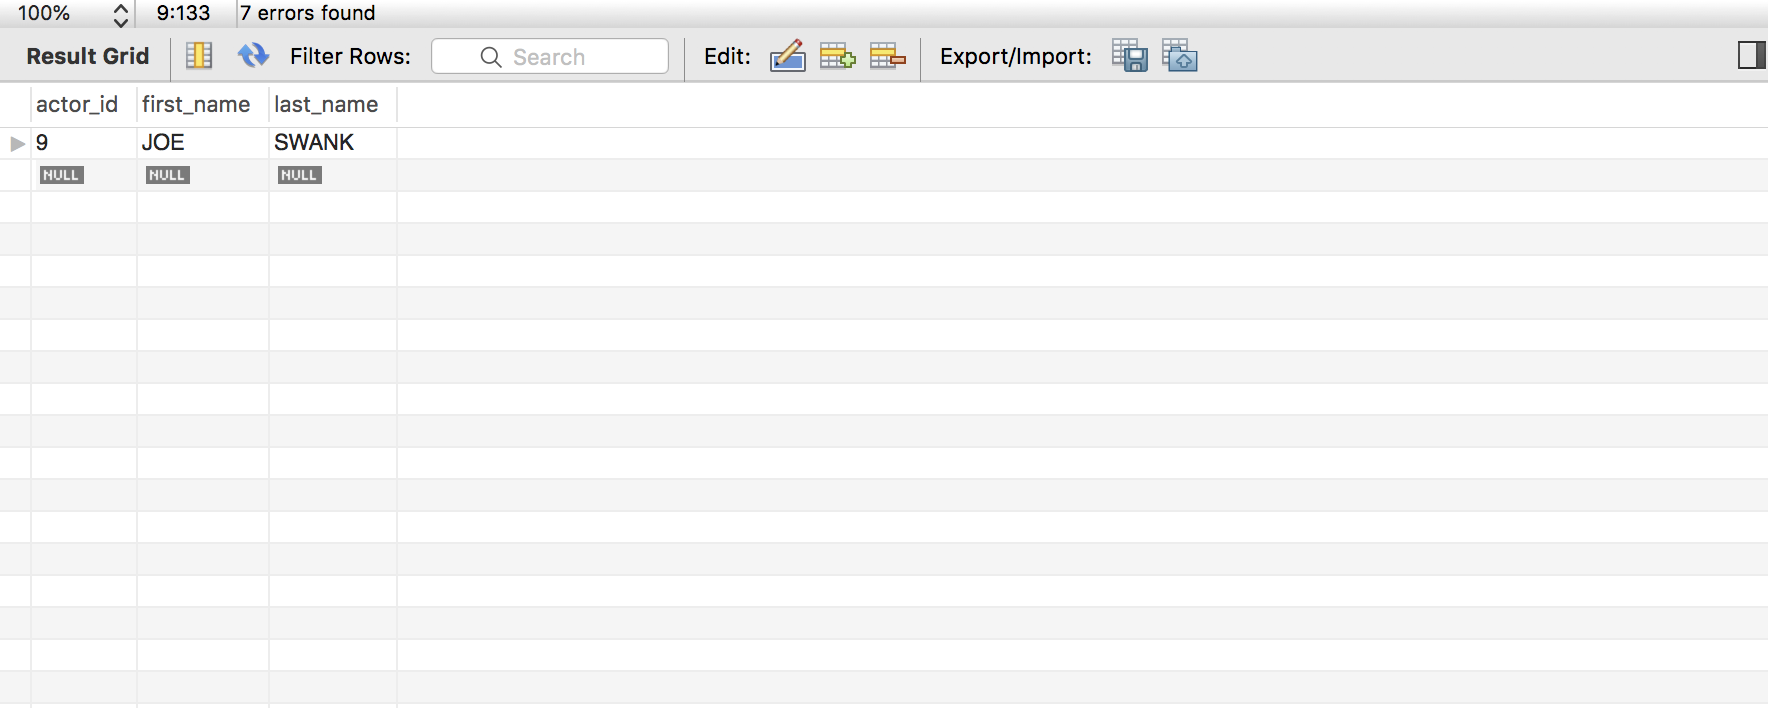 100% 9:133 7 errors found
Result Grid Filter Rows: Search Edit: Export/Import:
actor_id first_name last_name
9 JOE SWANK
NULL NULL NULL